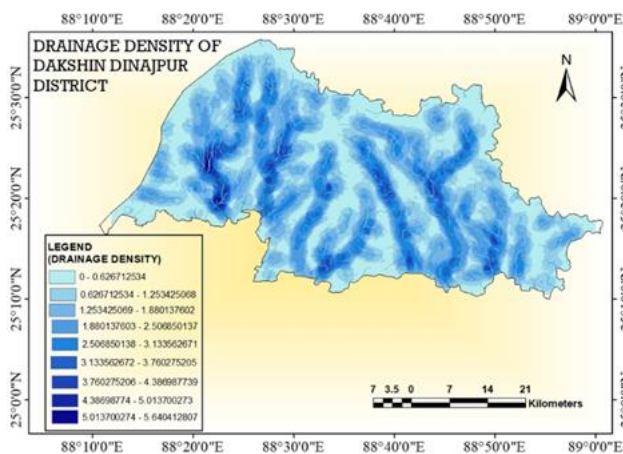 88°10'0"E 88°20'0"E 88°30'0"E 88°40'0"E 88°50'0"E 89°0'0"E
DRAINAGE DENSITY OF
DAKSHIN DINAJPUR
DISTRICT
N
25°30'0"N
25°20'0"N
25°10'0"N
25°0'0"N
LEGEND
(DRAINAGE DENSITY)
0 - 0.626712534
0.626712534 - 1.253425068
1.253425069 - 1.880137602
1.880137603 - 2.506850137
2.506850138 - 3.133562671
3.133562672 - 3.760275205
3.760275206 - 4.386987739
4.38698774 - 5.013700273
5.013700274 - 5.640412807
7 3.5 0 7 14 21
Kilometers
88°10'0"E 88°20'0"E 88°30'0"E 88°40'0"E 88°50'0"E 89°0'0"E